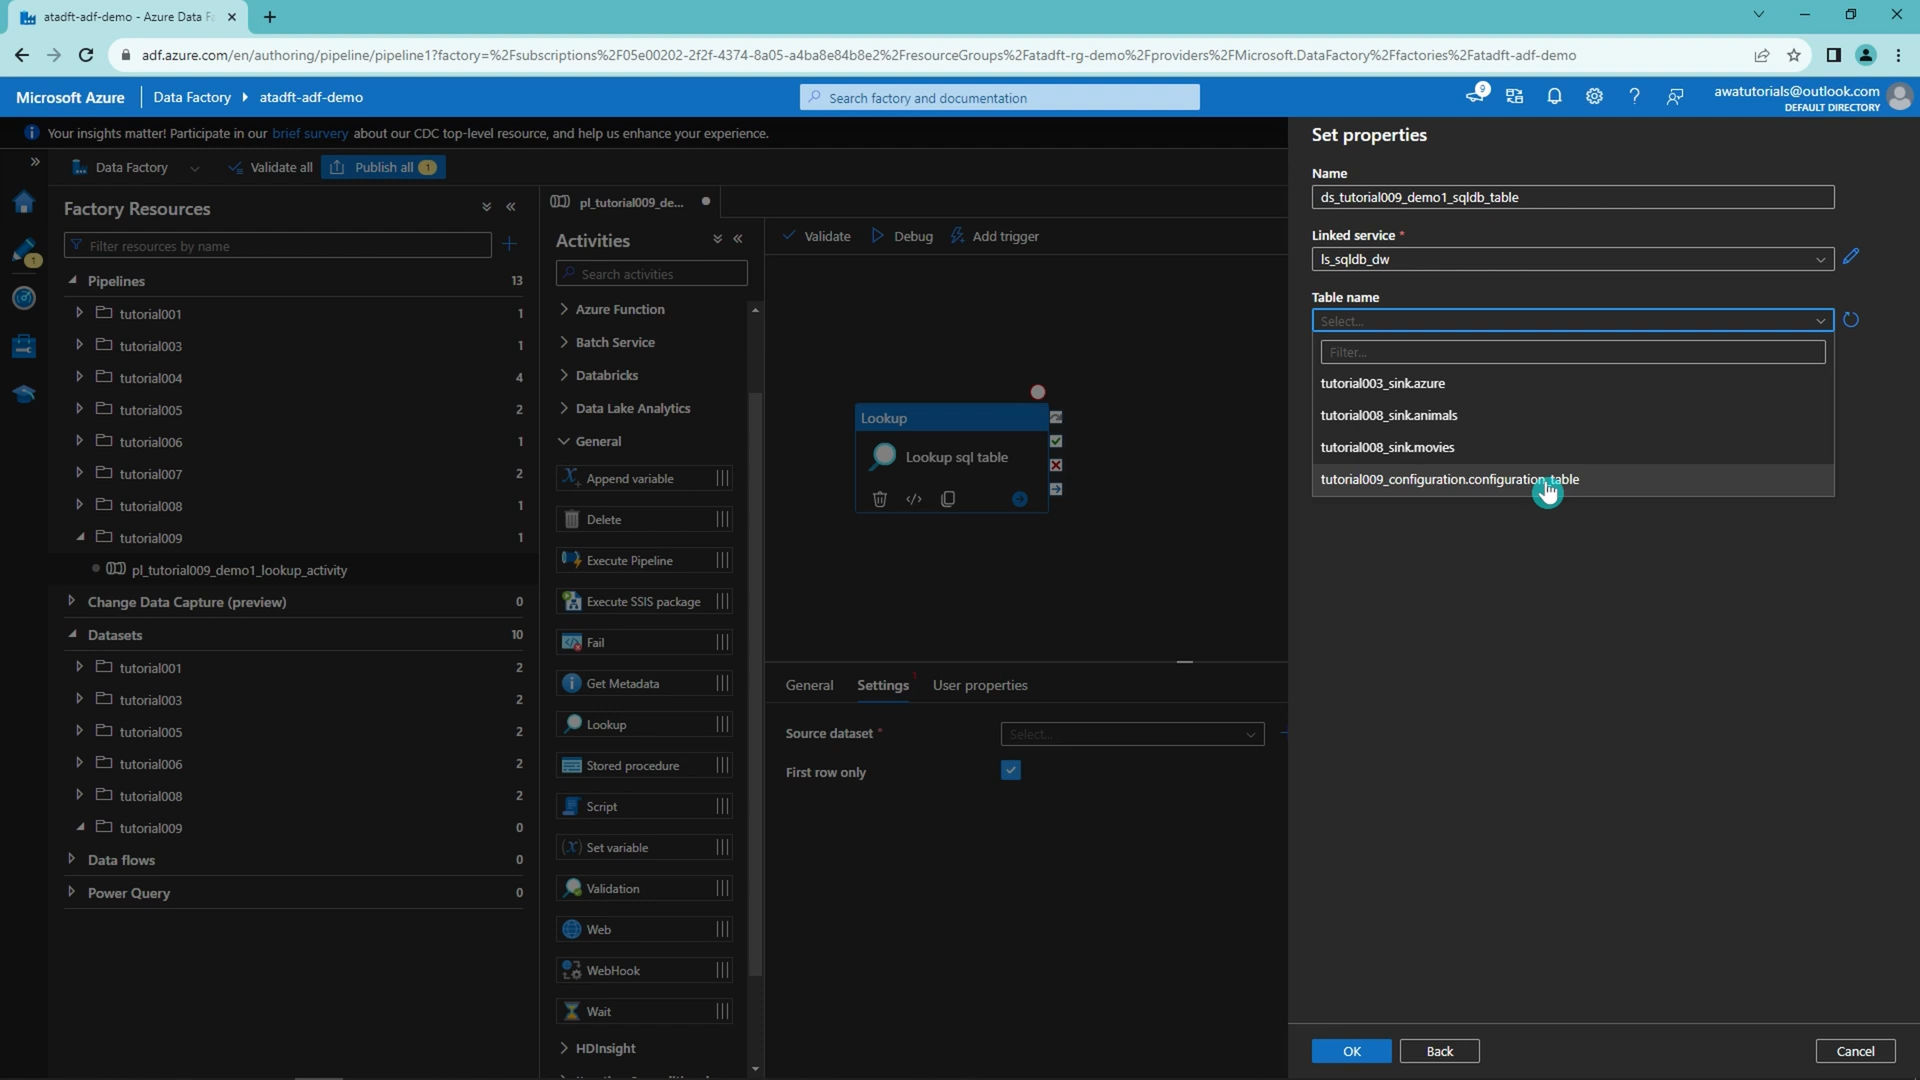 atadft-adf-demo - Azure Data Fa
adf.azure.com/en/authoring/pipeline/pipeline1?factory=%2Fsubscriptions%2F05e00202-2f2f-4374-8a05-a4ba8e84b8e2%2FresourceGroups%2Fatadft-rg-demo%2Fproviders%2FMicrosoft.DataFactory%2Ffactories%2Fatadft-adf-demo
Microsoft Azure
Data Factory
atadft-adf-demo
Search factory and documentation
9
awatutorials@outlook.com
DEFAULT DIRECTORY
Your insights matter! Participate in our brief survery about our CDC top-level resource, and help us enhance your experience.
Data Factory
Validate all
Publish all 1
Factory Resources
Filter resources by name
1
Pipelines 13
tutorial001 1
tutorial003 1
tutorial004 4
tutorial005 2
tutorial006 1
tutorial007 2
tutorial008 1
tutorial009 1
pl_tutorial009_demo1_lookup_activity
Change Data Capture (preview) 0
Datasets 10
tutorial001 2
tutorial003 2
tutorial005 2
tutorial006 2
tutorial008 2
tutorial009 0
Data flows 0
Power Query 0
pl_tutorial009_de...
Activities
Search activities
Azure Function
Batch Service
Databricks
Data Lake Analytics
General
Append variable
Delete
Execute Pipeline
Execute SSIS package
Fail
Get Metadata
Lookup
Stored procedure
Script
Set variable
Validation
Web
WebHook
Wait
HDInsight
Validate
Debug
Add trigger
Lookup
Lookup sql table
General
Settings 1
User properties
Source dataset *
Select...
First row only
Set properties
Name
ds_tutorial009_demo1_sqldb_table
Linked service *
ls_sqldb_dw
Table name
Select...
Filter...
tutorial003_sink.azure
tutorial008_sink.animals
tutorial008_sink.movies
tutorial009_configuration.configuration_table
OK
Back
Cancel